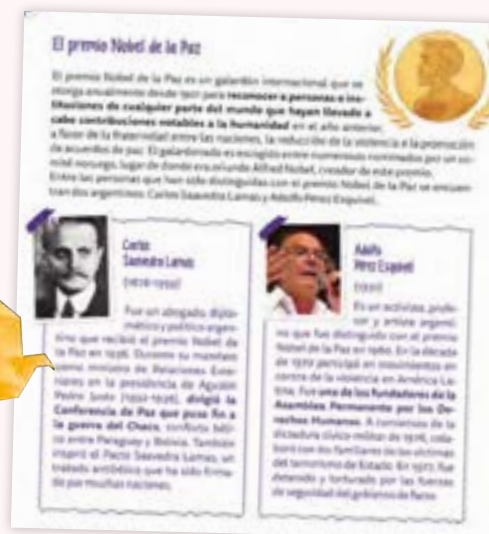 El premio Nobel de la Paz
El premio Nobel de la Paz es un galardón internacional que se
otorga anualmente desde 1901 para reconocer a personas e ins-
tituciones de cualquier parte del mundo que hayan llevado a
cabo contribuciones notables a la humanidad en el año anterior,
a favor de la fraternidad entre las naciones, la reducción de la violencia o la promoción
de acuerdos de paz. El galardonado es escogido entre numerosos nominados por un co-
mité noruego, lugar de donde era oriundo Alfred Nobel, creador de este premio.
Entre las personas que han sido distinguidas con el premio Nobel de la Paz se encuen-
tran dos argentinos: Carlos Saavedra Lamas y Adolfo Pérez Esquivel.
Carlos
Saavedra Lamas
(1878-1959)
Fue un abogado, diplo-
mático y político argen-
tino que recibió el premio Nobel de
la Paz en 1936. Durante su mandato
como ministro de Relaciones Exte-
riores en la presidencia de Agustín
Pedro Justo (1932-1938), dirigió la
Conferencia de Paz que puso fin a
la guerra del Chaco, conflicto béli-
co entre Paraguay y Bolivia. También
inspiró el Pacto Saavedra Lamas, un
tratado antibélico que ha sido firma-
do por muchas naciones.
Adolfo
Pérez Esquivel
(1931)
Es un activista, profe-
sor y artista argenti-
no que fue distinguido con el premio
Nobel de la Paz en 1980. En la década
de 1970 participó en movimientos en
contra de la violencia en América La-
tina. Fue uno de los fundadores de la
Asamblea Permanente por los De-
rechos Humanos. A comienzos de la
dictadura cívico-militar de 1976, cola-
boró con los familiares de las víctimas
del terrorismo de Estado. En 1977, fue
detenido y torturado por las fuerzas
de seguridad del gobierno de facto.